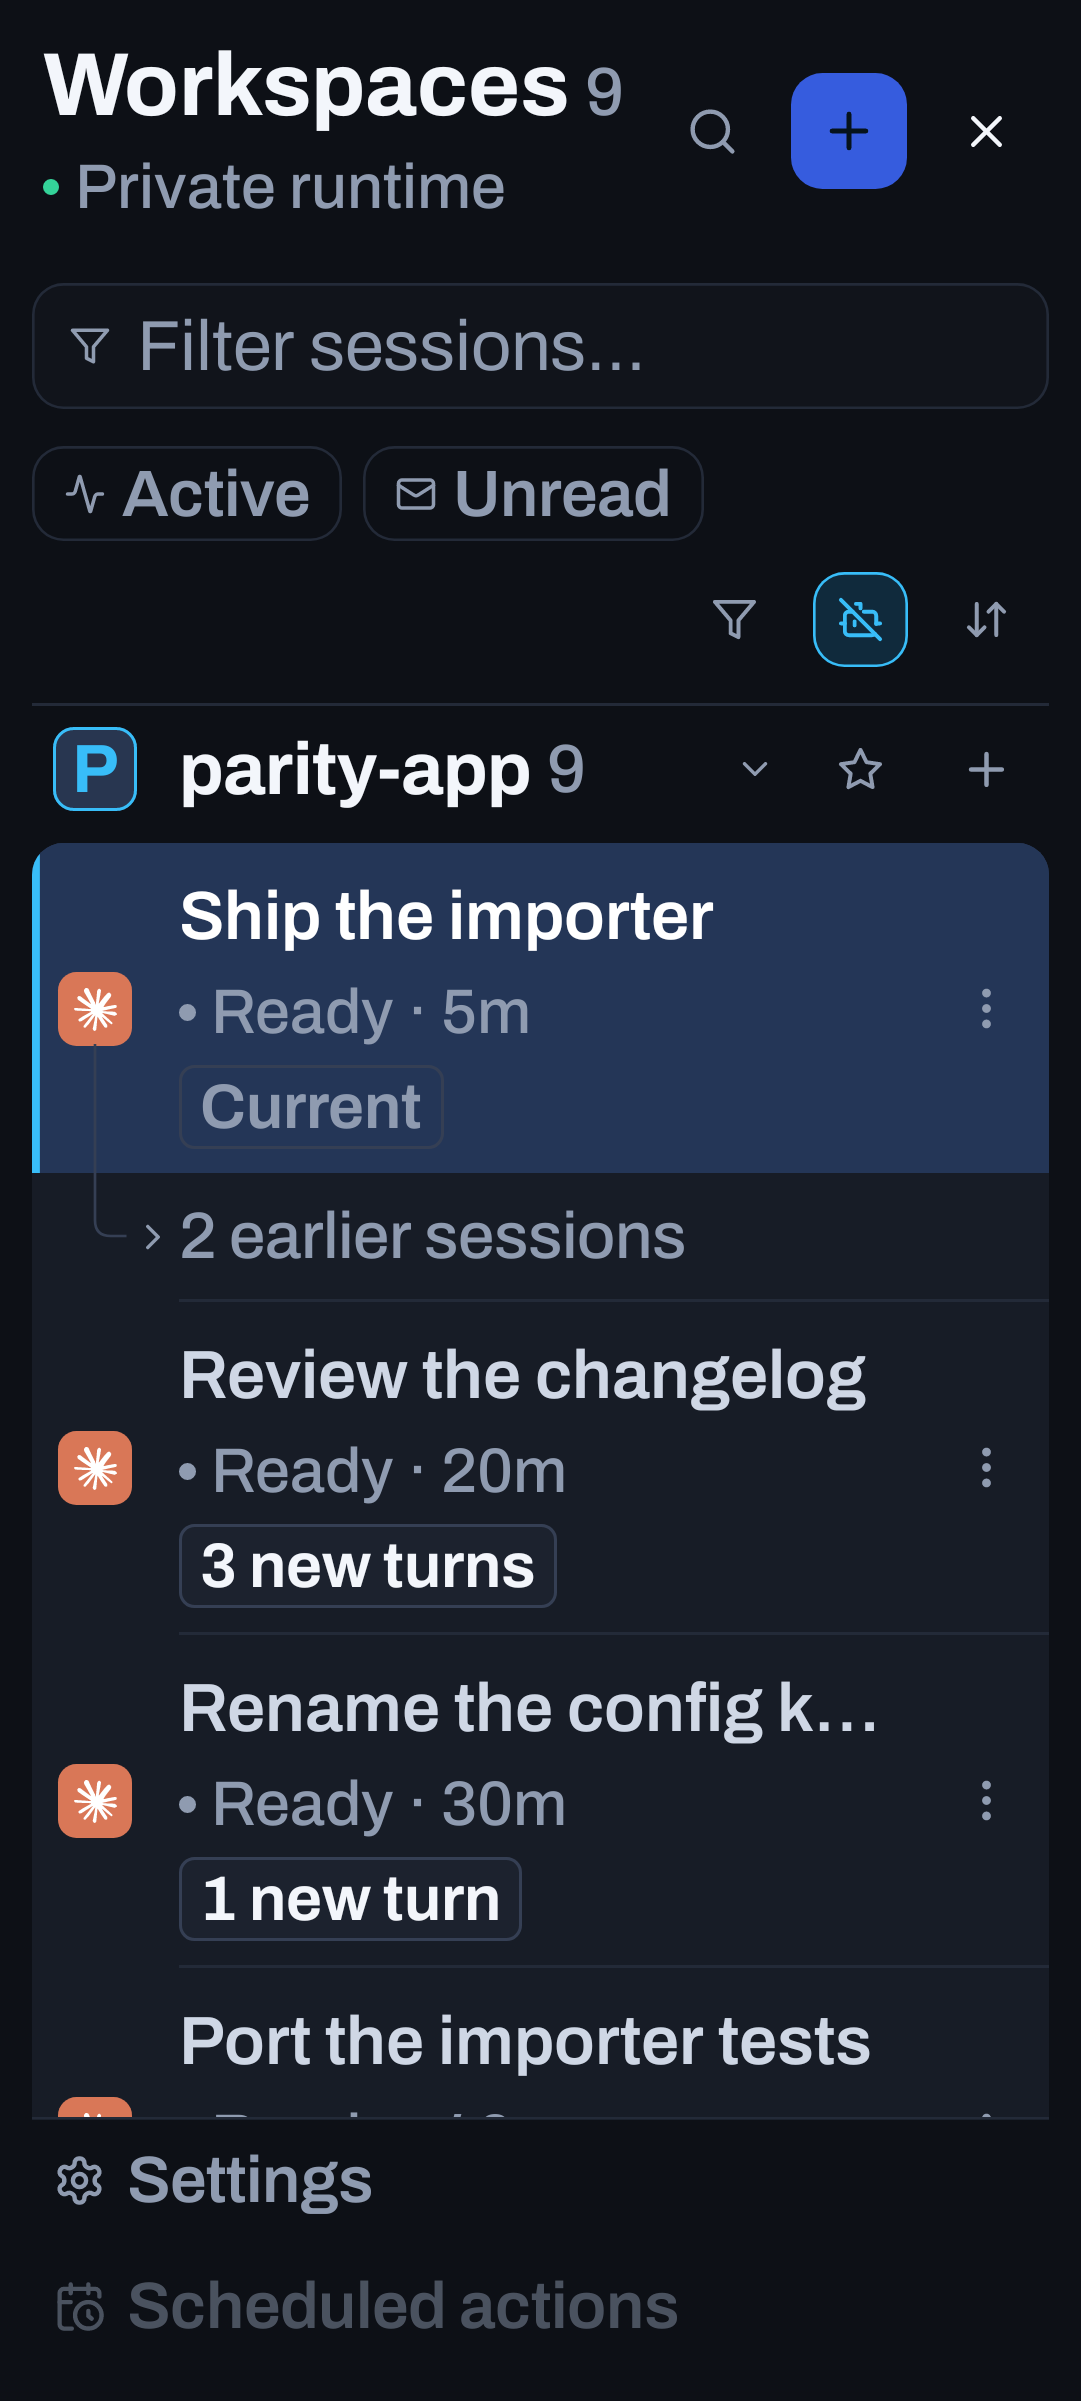 Workspaces 9
• Private runtime
Filter sessions...
Active
Unread
P parity-app 9
Ship the importer
• Ready · 5m
Current
2 earlier sessions
Review the changelog
• Ready · 20m
3 new turns
Rename the config k...
• Ready · 30m
1 new turn
Port the importer tests
Settings
Scheduled actions